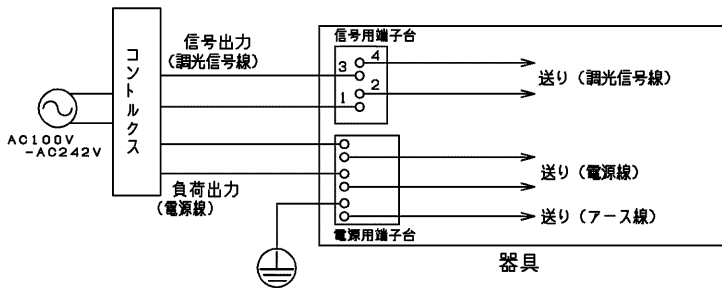 信号出力
(調光信号線)
コントルクス
AC100V
-AC242V
負荷出力
(電源線)
信号用端子台
4
3
2
1
送り(調光信号線)
送り(電源線)
送り(アース線)
電源用端子台
器具